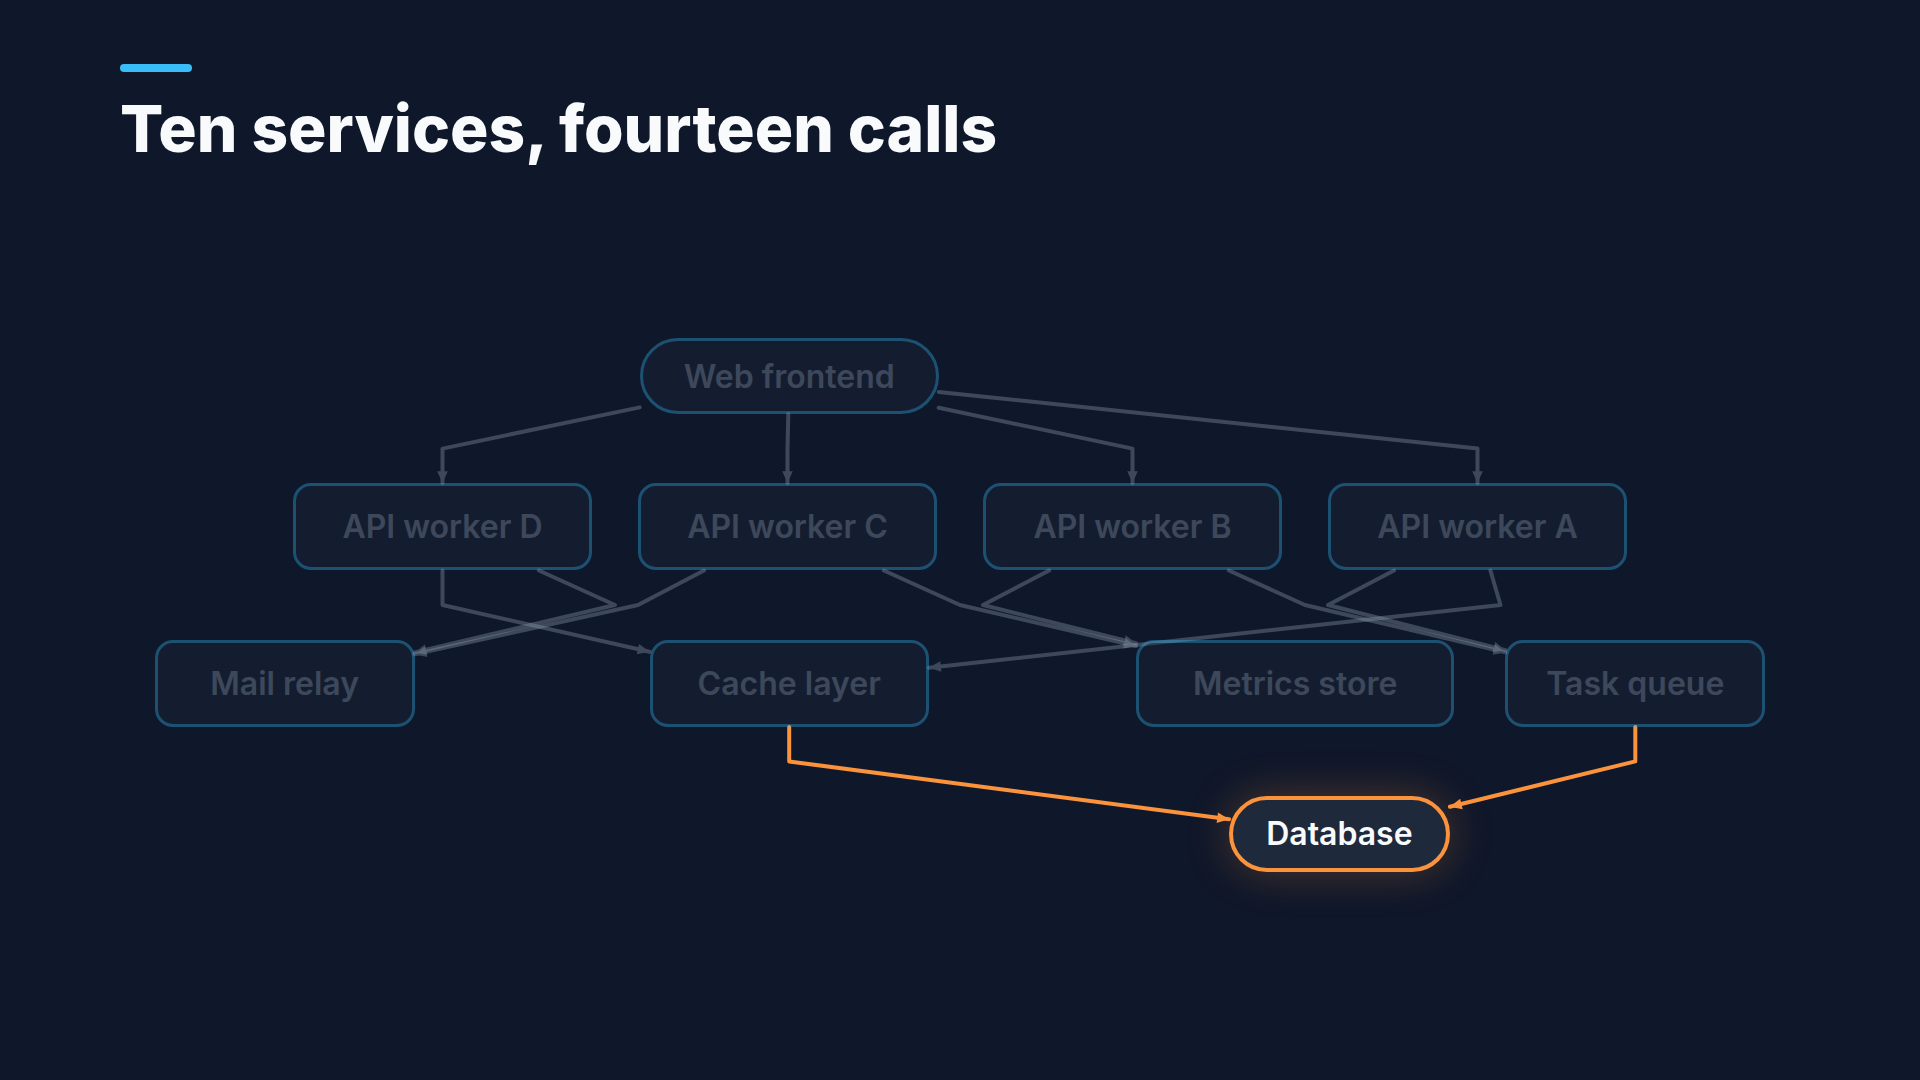 Ten services, fourteen calls
Web frontend
API worker D
API worker C
API worker B
API worker A
Mail relay
Cache layer
Metrics store
Task queue
Database